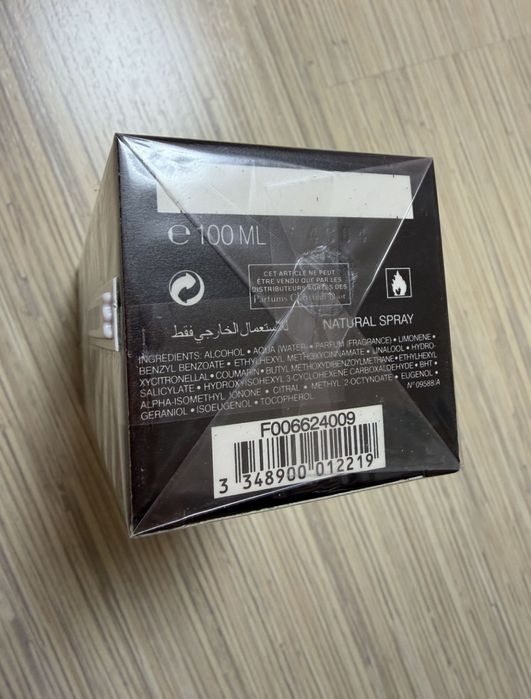 ℮ 100 ML
CET ARTICLE NE PEUT
ÊTRE VENDU QUE PAR LES
DISTRIBUTEURS AGRÉÉS DES
Parfums Christian Dior
للاستعمال الخارجي فقط
NATURAL SPRAY
INGREDIENTS: ALCOHOL • AQUA (WATER) • PARFUM (FRAGRANCE) • LIMONENE •
BENZYL BENZOATE • ETHYLHEXYL METHOXYCINNAMATE • LINALOOL • HYDRO-
XYCITRONELLAL • COUMARIN • BUTYL METHOXYDIBENZOYLMETHANE • ETHYLHEXYL
SALICYLATE • HYDROXYISOHEXYL 3-CYCLOHEXENE CARBOXALDEHYDE • BHT •
ALPHA-ISOMETHYL IONONE • CITRAL • METHYL 2-OCTYNOATE • EUGENOL •
GERANIOL • ISOEUGENOL • TOCOPHEROL
N° 09588/A
F006624009
3 348900 012219